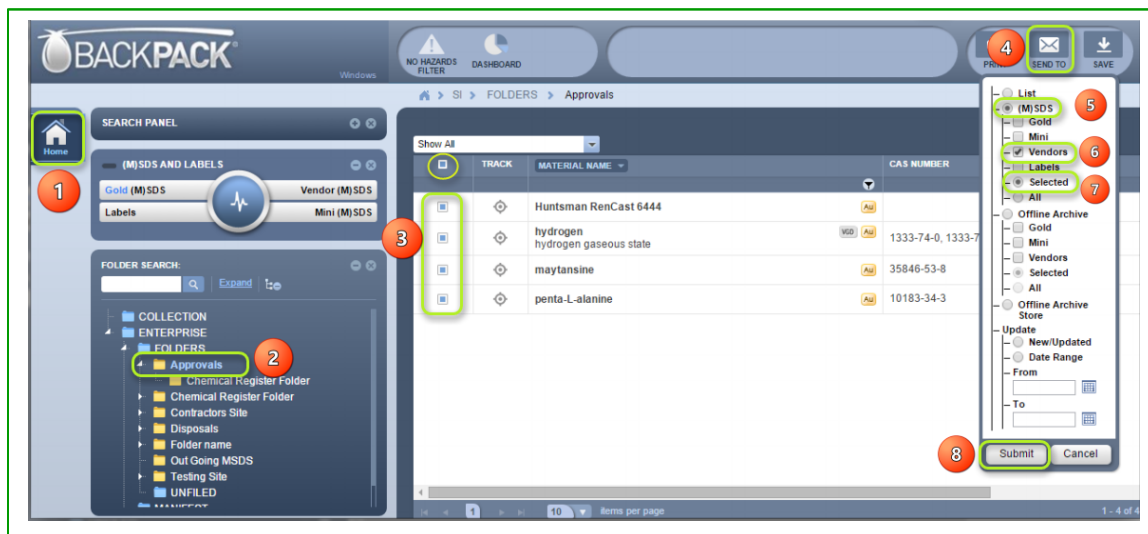 BACKPACK
Windows
NO HAZARDS FILTER
DASHBOARD
4
SEND TO
SAVE
SI > FOLDERS > Approvals
Home
1
SEARCH PANEL
(M)SDS AND LABELS
Gold (M)SDS
Vendor (M)SDS
Labels
Mini (M)SDS
FOLDER SEARCH:
Expand
COLLECTION
ENTERPRISE
FOLDERS
Approvals
2
Chemical Register Folder
Chemical Register Folder
Contractors Site
Disposals
Folder name
Out Going MSDS
Testing Site
UNFILED
MANIFEST
Show All
TRACK
MATERIAL NAME
CAS NUMBER
3
Huntsman RenCast 6444
Au
hydrogen
VGD Au
1333-74-0, 1333-7
hydrogen gaseous state
maytansine
Au
35846-53-8
penta-L-alanine
Au
10183-34-3
1
10
items per page
1 - 4 of 4
List
(M)SDS
5
Gold
Mini
Vendors
6
Labels
Selected
7
All
Offline Archive
Gold
Mini
Vendors
Selected
All
Offline Archive
Store
Update
New/Updated
Date Range
From
To
8
Submit
Cancel